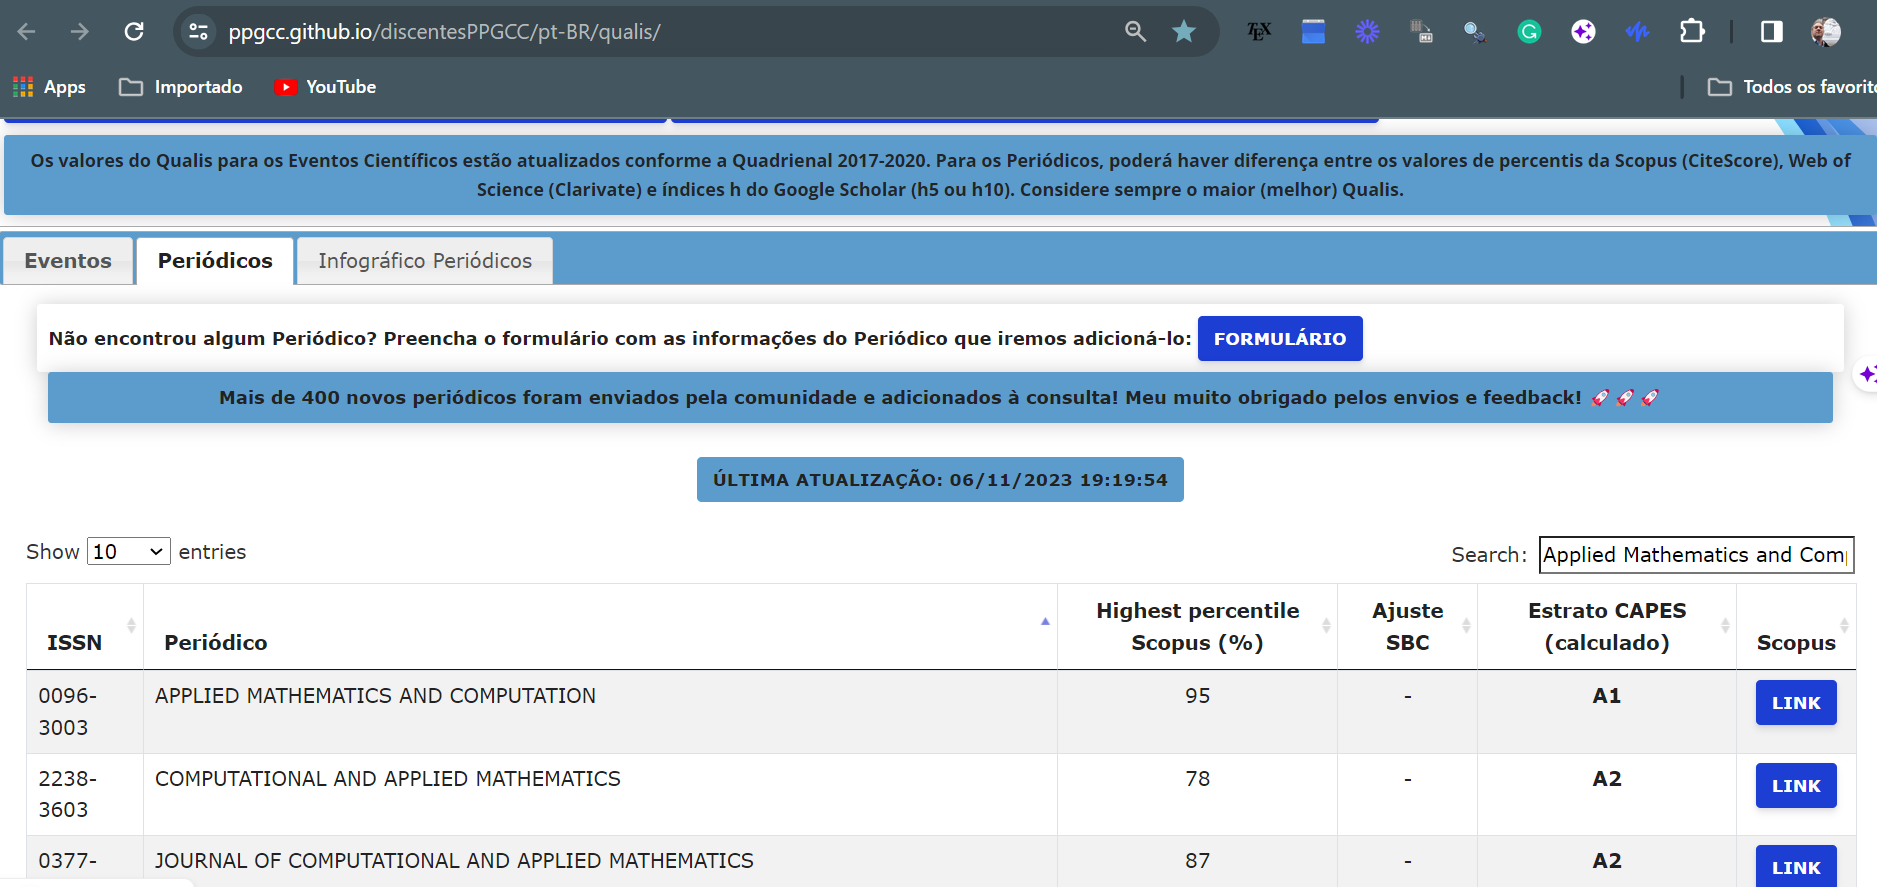 ppgcc.github.io/discentesPPGCC/pt-BR/qualis/
Apps
Importado
YouTube
Todos os favorit
Os valores do Qualis para os Eventos Científicos estão atualizados conforme a Quadrienal 2017-2020. Para os Periódicos, poderá haver diferença entre os valores de percentis da Scopus (CiteScore), Web of
Science (Clarivate) e índices h do Google Scholar (h5 ou h10). Considere sempre o maior (melhor) Qualis.
Eventos
Periódicos
Infográfico Periódicos
Não encontrou algum Periódico? Preencha o formulário com as informações do Periódico que iremos adicioná-lo: FORMULÁRIO
Mais de 400 novos periódicos foram enviados pela comunidade e adicionados à consulta! Meu muito obrigado pelos envios e feedback! 🚀🚀🚀
ÚLTIMA ATUALIZAÇÃO: 06/11/2023 19:19:54
Show 10 entries
Search: Applied Mathematics and Com
ISSN
Periódico
Highest percentile
Scopus (%)
Ajuste
SBC
Estrato CAPES
(calculado)
Scopus
0096-
3003
APPLIED MATHEMATICS AND COMPUTATION
95
-
A1
LINK
2238-
3603
COMPUTATIONAL AND APPLIED MATHEMATICS
78
-
A2
LINK
0377-
JOURNAL OF COMPUTATIONAL AND APPLIED MATHEMATICS
87
-
A2
LINK